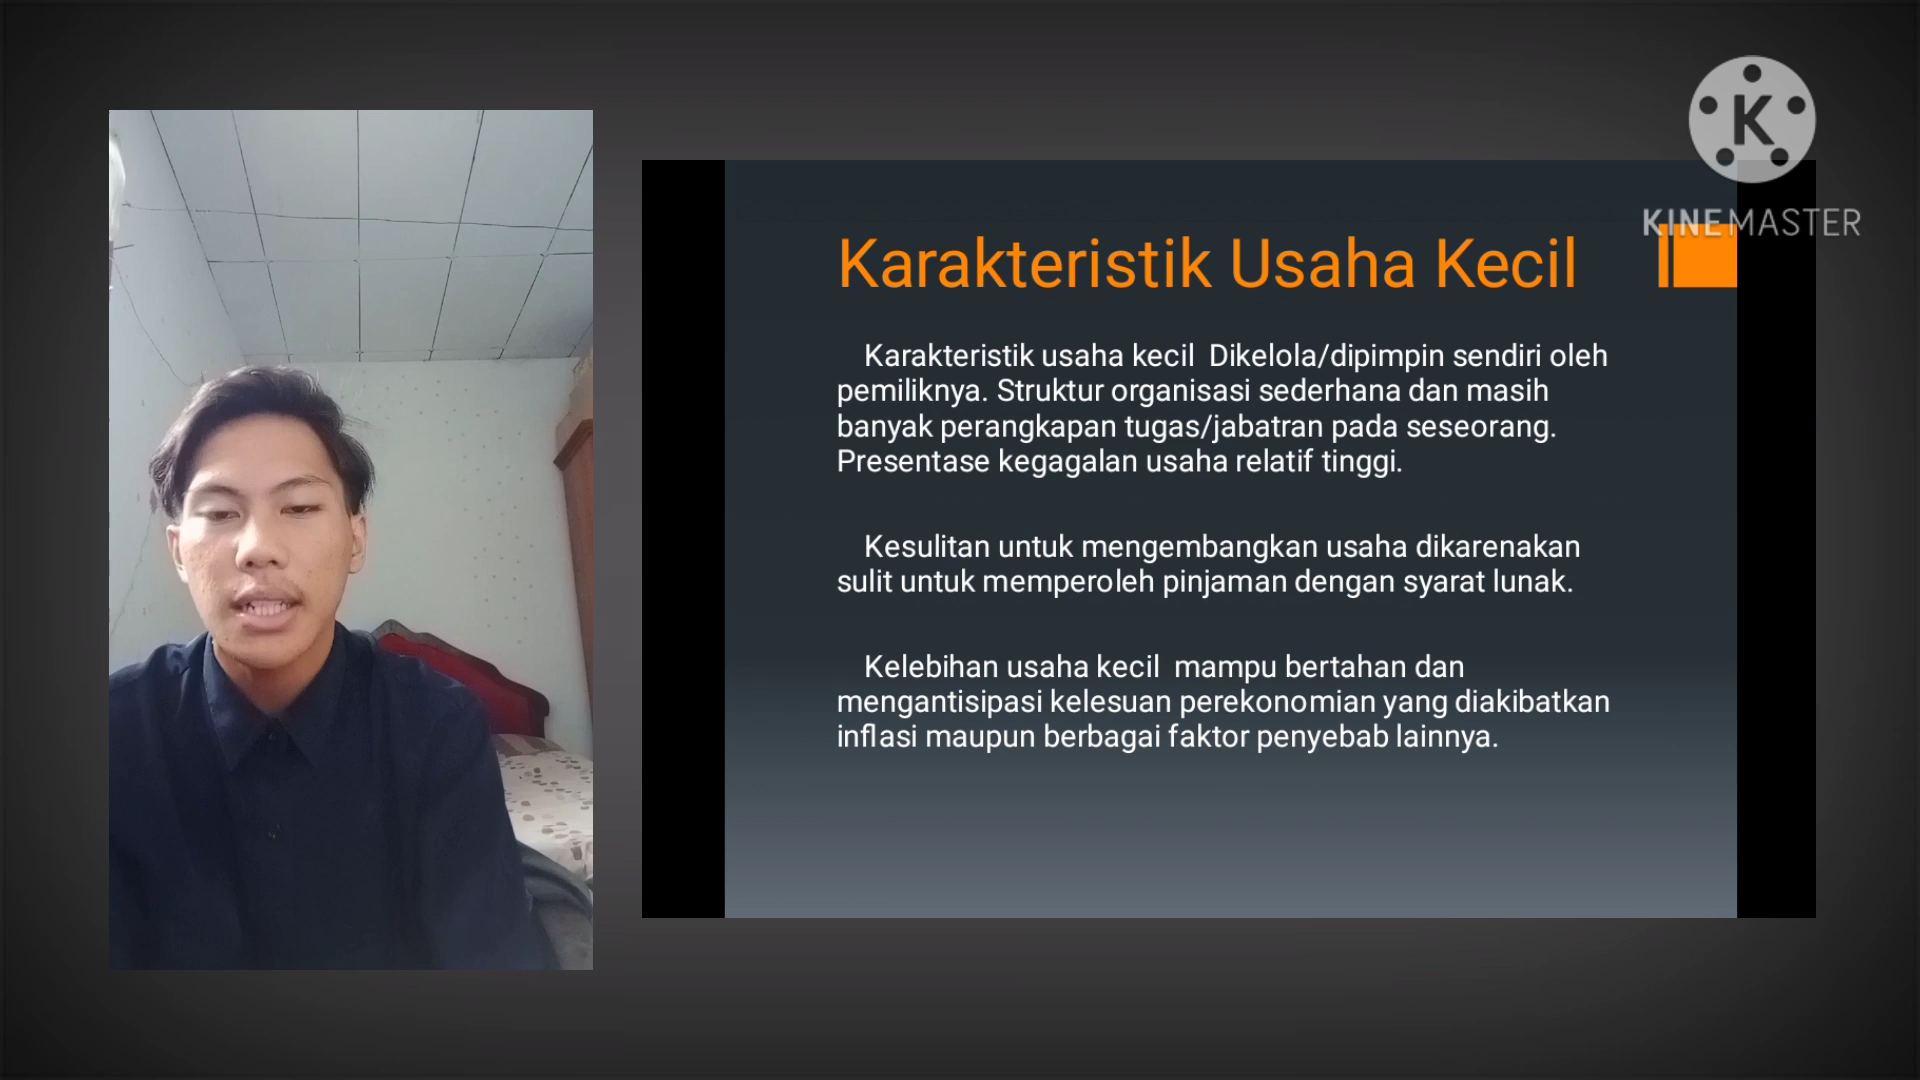 K
KINEMASTER
Karakteristik Usaha Kecil
Karakteristik usaha kecil  Dikelola/dipimpin sendiri oleh
pemiliknya. Struktur organisasi sederhana dan masih
banyak perangkapan tugas/jabatran pada seseorang.
Presentase kegagalan usaha relatif tinggi.
Kesulitan untuk mengembangkan usaha dikarenakan
sulit untuk memperoleh pinjaman dengan syarat lunak.
Kelebihan usaha kecil  mampu bertahan dan
mengantisipasi kelesuan perekonomian yang diakibatkan
inflasi maupun berbagai faktor penyebab lainnya.